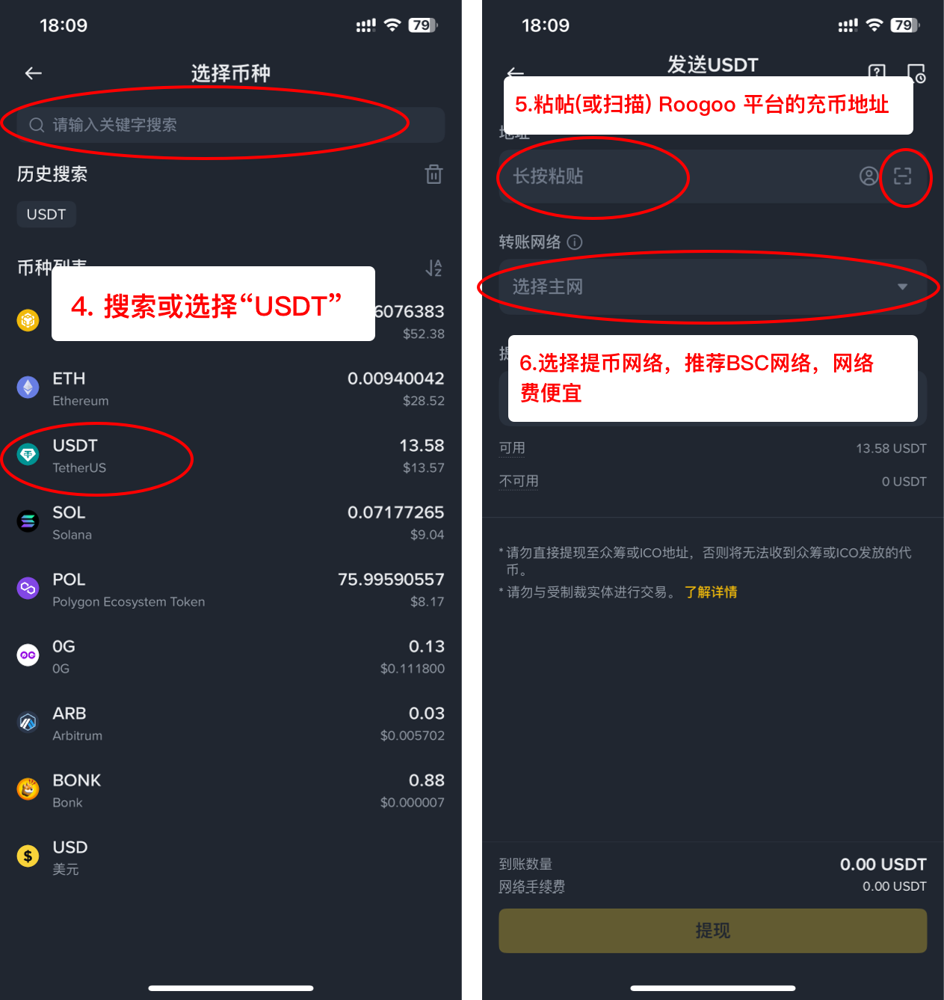 18:09
79
选择币种
请输入关键字搜索
历史搜索
USDT
币种列表
4. 搜索或选择“USDT”
6076383
$52.38
ETH
0.00940042
Ethereum
$28.52
USDT
13.58
TetherUS
$13.57
SOL
0.07177265
Solana
$9.04
POL
75.99590557
Polygon Ecosystem Token
$8.17
0G
0.13
0G
$0.111800
ARB
0.03
Arbitrum
$0.005702
BONK
0.88
Bonk
$0.000007
USD
美元
18:09
79
发送USDT
5.粘帖(或扫描) Roogoo 平台的充币地址
地址
长按粘贴
转账网络
选择主网
提
6.选择提币网络，推荐BSC网络，网络
费便宜
可用
13.58 USDT
不可用
0 USDT
* 请勿直接提现至众筹或ICO地址，否则将无法收到众筹或ICO发放的代
币。
* 请勿与受制裁实体进行交易。 了解详情
到账数量
0.00 USDT
网络手续费
0.00 USDT
提现